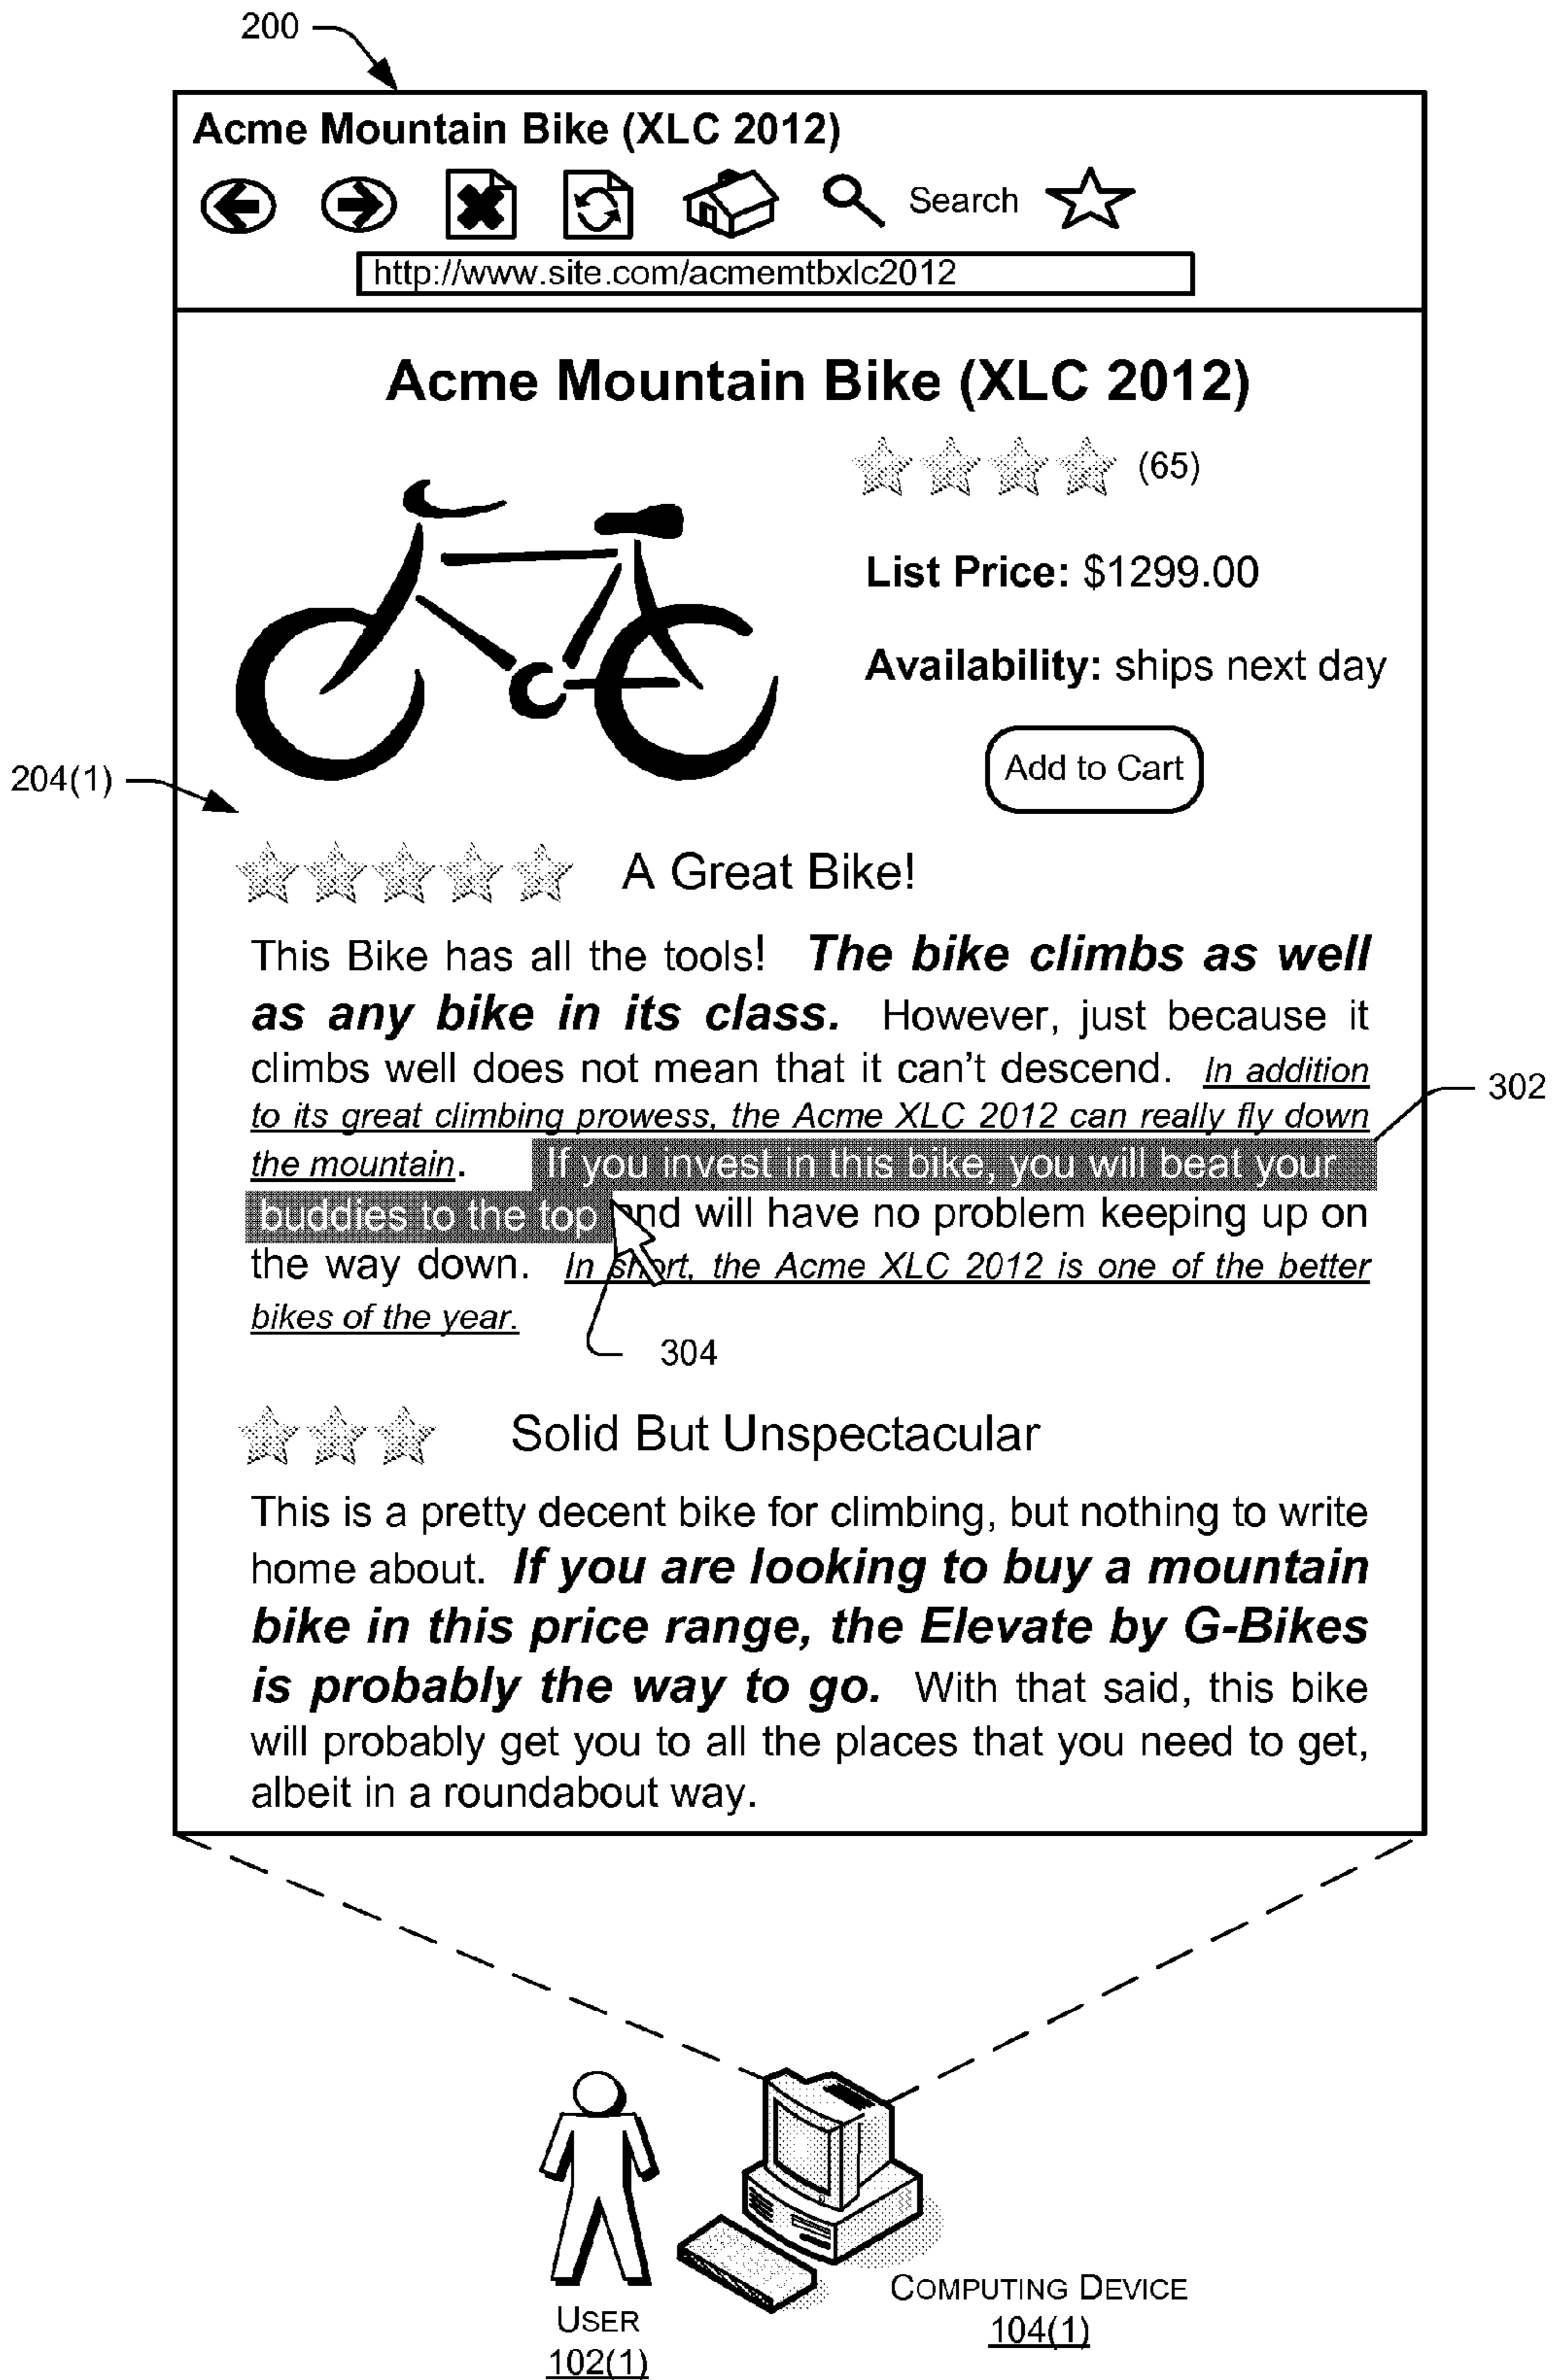 200
Acme Mountain Bike (XLC 2012)
Search
http://www.site.com/acmemtbxlc2012
Acme Mountain Bike (XLC 2012)
(65)
List Price: $1299.00
Availability: ships next day
Add to Cart
204(1)
A Great Bike!
This Bike has all the tools! The bike climbs as well
as any bike in its class. However, just because it
climbs well does not mean that it can't descend. In addition
to its great climbing prowess, the Acme XLC 2012 can really fly down
302
the mountain. If you invest in this bike, you will beat your
buddies to the top and will have no problem keeping up on
the way down. In short, the Acme XLC 2012 is one of the better
bikes of the year.
304
Solid But Unspectacular
This is a pretty decent bike for climbing, but nothing to write
home about. If you are looking to buy a mountain
bike in this price range, the Elevate by G-Bikes
is probably the way to go. With that said, this bike
will probably get you to all the places that you need to get,
albeit in a roundabout way.
USER
102(1)
COMPUTING DEVICE
104(1)